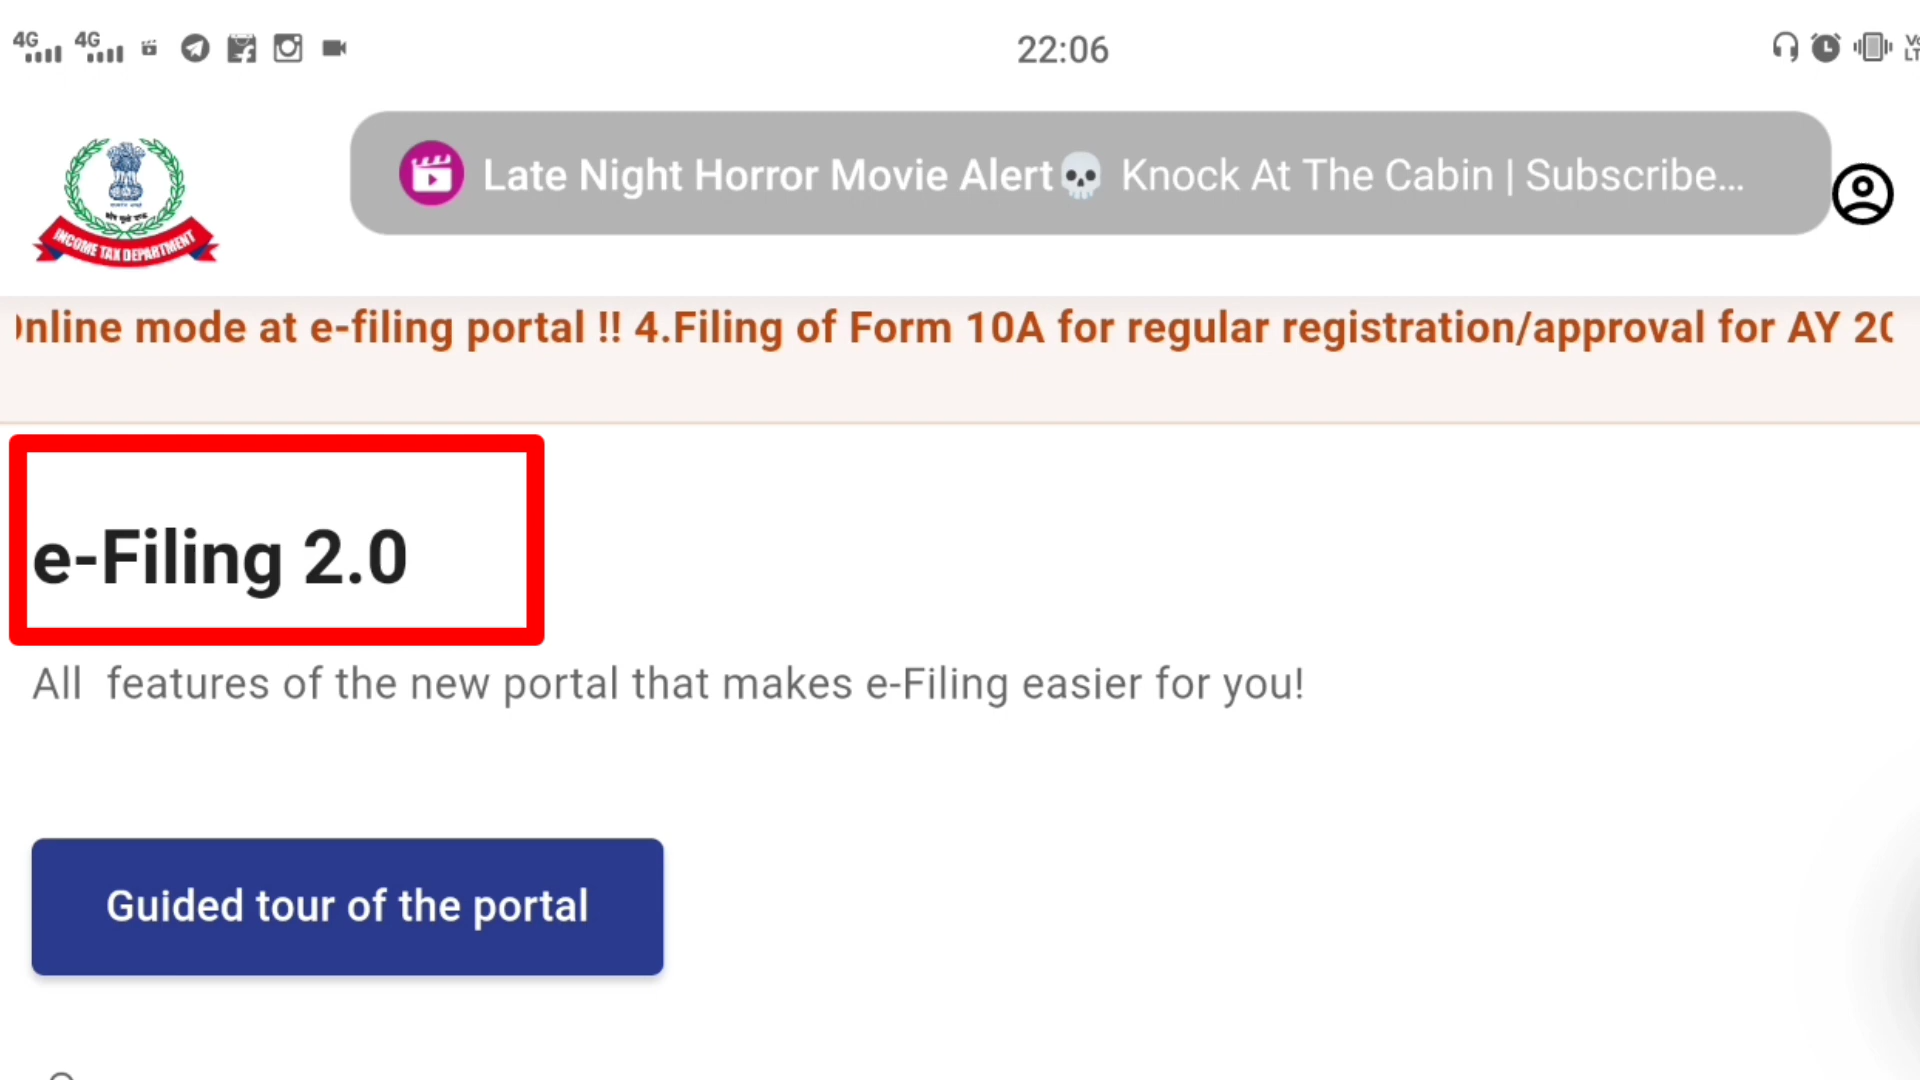 4G 4G
22:06
Late Night Horror Movie Alert💀 Knock At The Cabin | Subscribe...
INCOME TAX DEPARTMENT
nline mode at e-filing portal !! 4.Filing of Form 10A for regular registration/approval for AY 20
e-Filing 2.0
All features of the new portal that makes e-Filing easier for you!
Guided tour of the portal